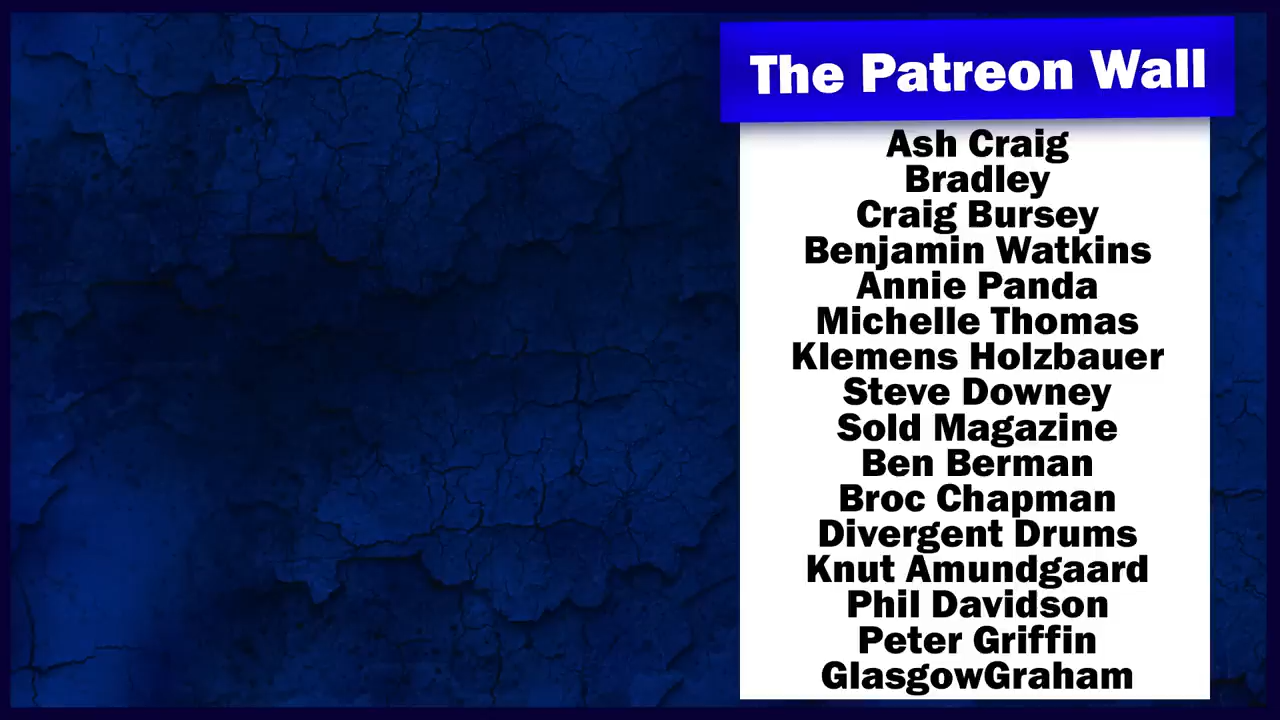 The Patreon Wall
Ash Craig
Bradley
Craig Bursey
Benjamin Watkins
Annie Panda
Michelle Thomas
Klemens Holzbauer
Steve Downey
Sold Magazine
Ben Berman
Broc Chapman
Divergent Drums
Knut Amundgaard
Phil Davidson
Peter Griffin
GlasgowGraham